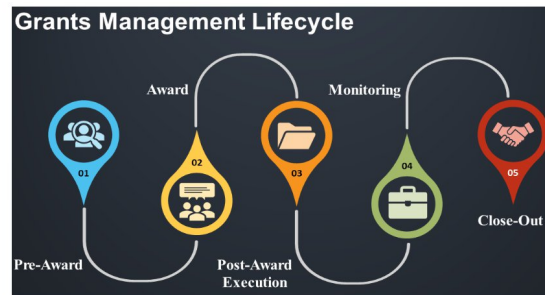 Grants Management Lifecycle
01
Pre-Award
Award
02
03
Post-Award
Execution
Monitoring
04
05
Close-Out